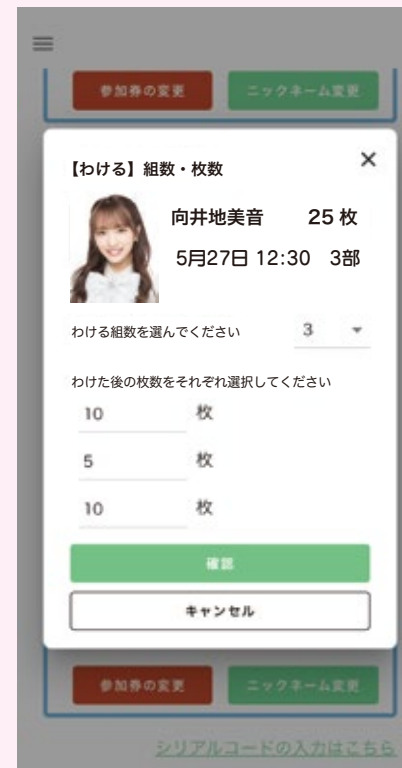 参加券の変更 ニックネーム変更
【わける】組数・枚数 ×
向井地美音 25枚
5月27日 12:30 3部
わける組数を選んでください 3
わけた後の枚数をそれぞれ選択してください
10 枚
5 枚
10 枚
確認
キャンセル
参加券の変更 ニックネーム変更
シリアルコードの入力はこちら